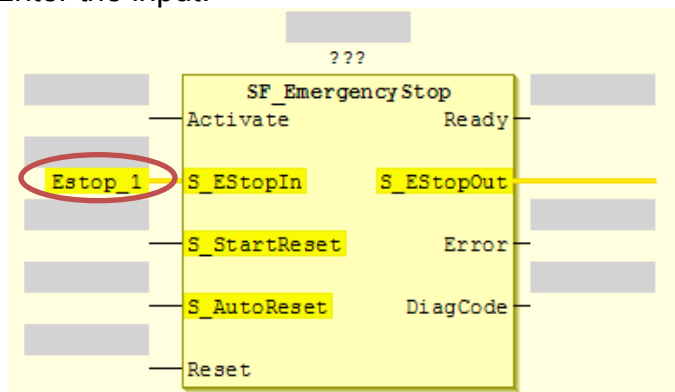 Enter the input.
???
SF_EmergencyStop
Activate Ready
Estop_1 S_EStopIn S_EStopOut
S_StartReset Error
S_AutoReset DiagCode
Reset